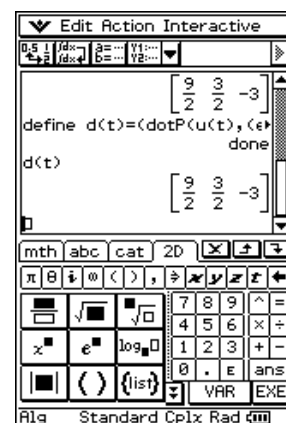 Edit Action Interactive
[9/2 3/2 -3]
define d(t)=(dotP(u(t),(e
done
d(t)
[9/2 3/2 -3]
mth abc cat 2D
π θ i ∞ ( ) , ⇒ x y z t ←
7 8 9 ^ =
4 5 6 × ÷
x■ e■ log■□ 1 2 3 + -
0 . E ans
|■| ( ) {list} VAR EXE
Alg Standard Cplx Rad